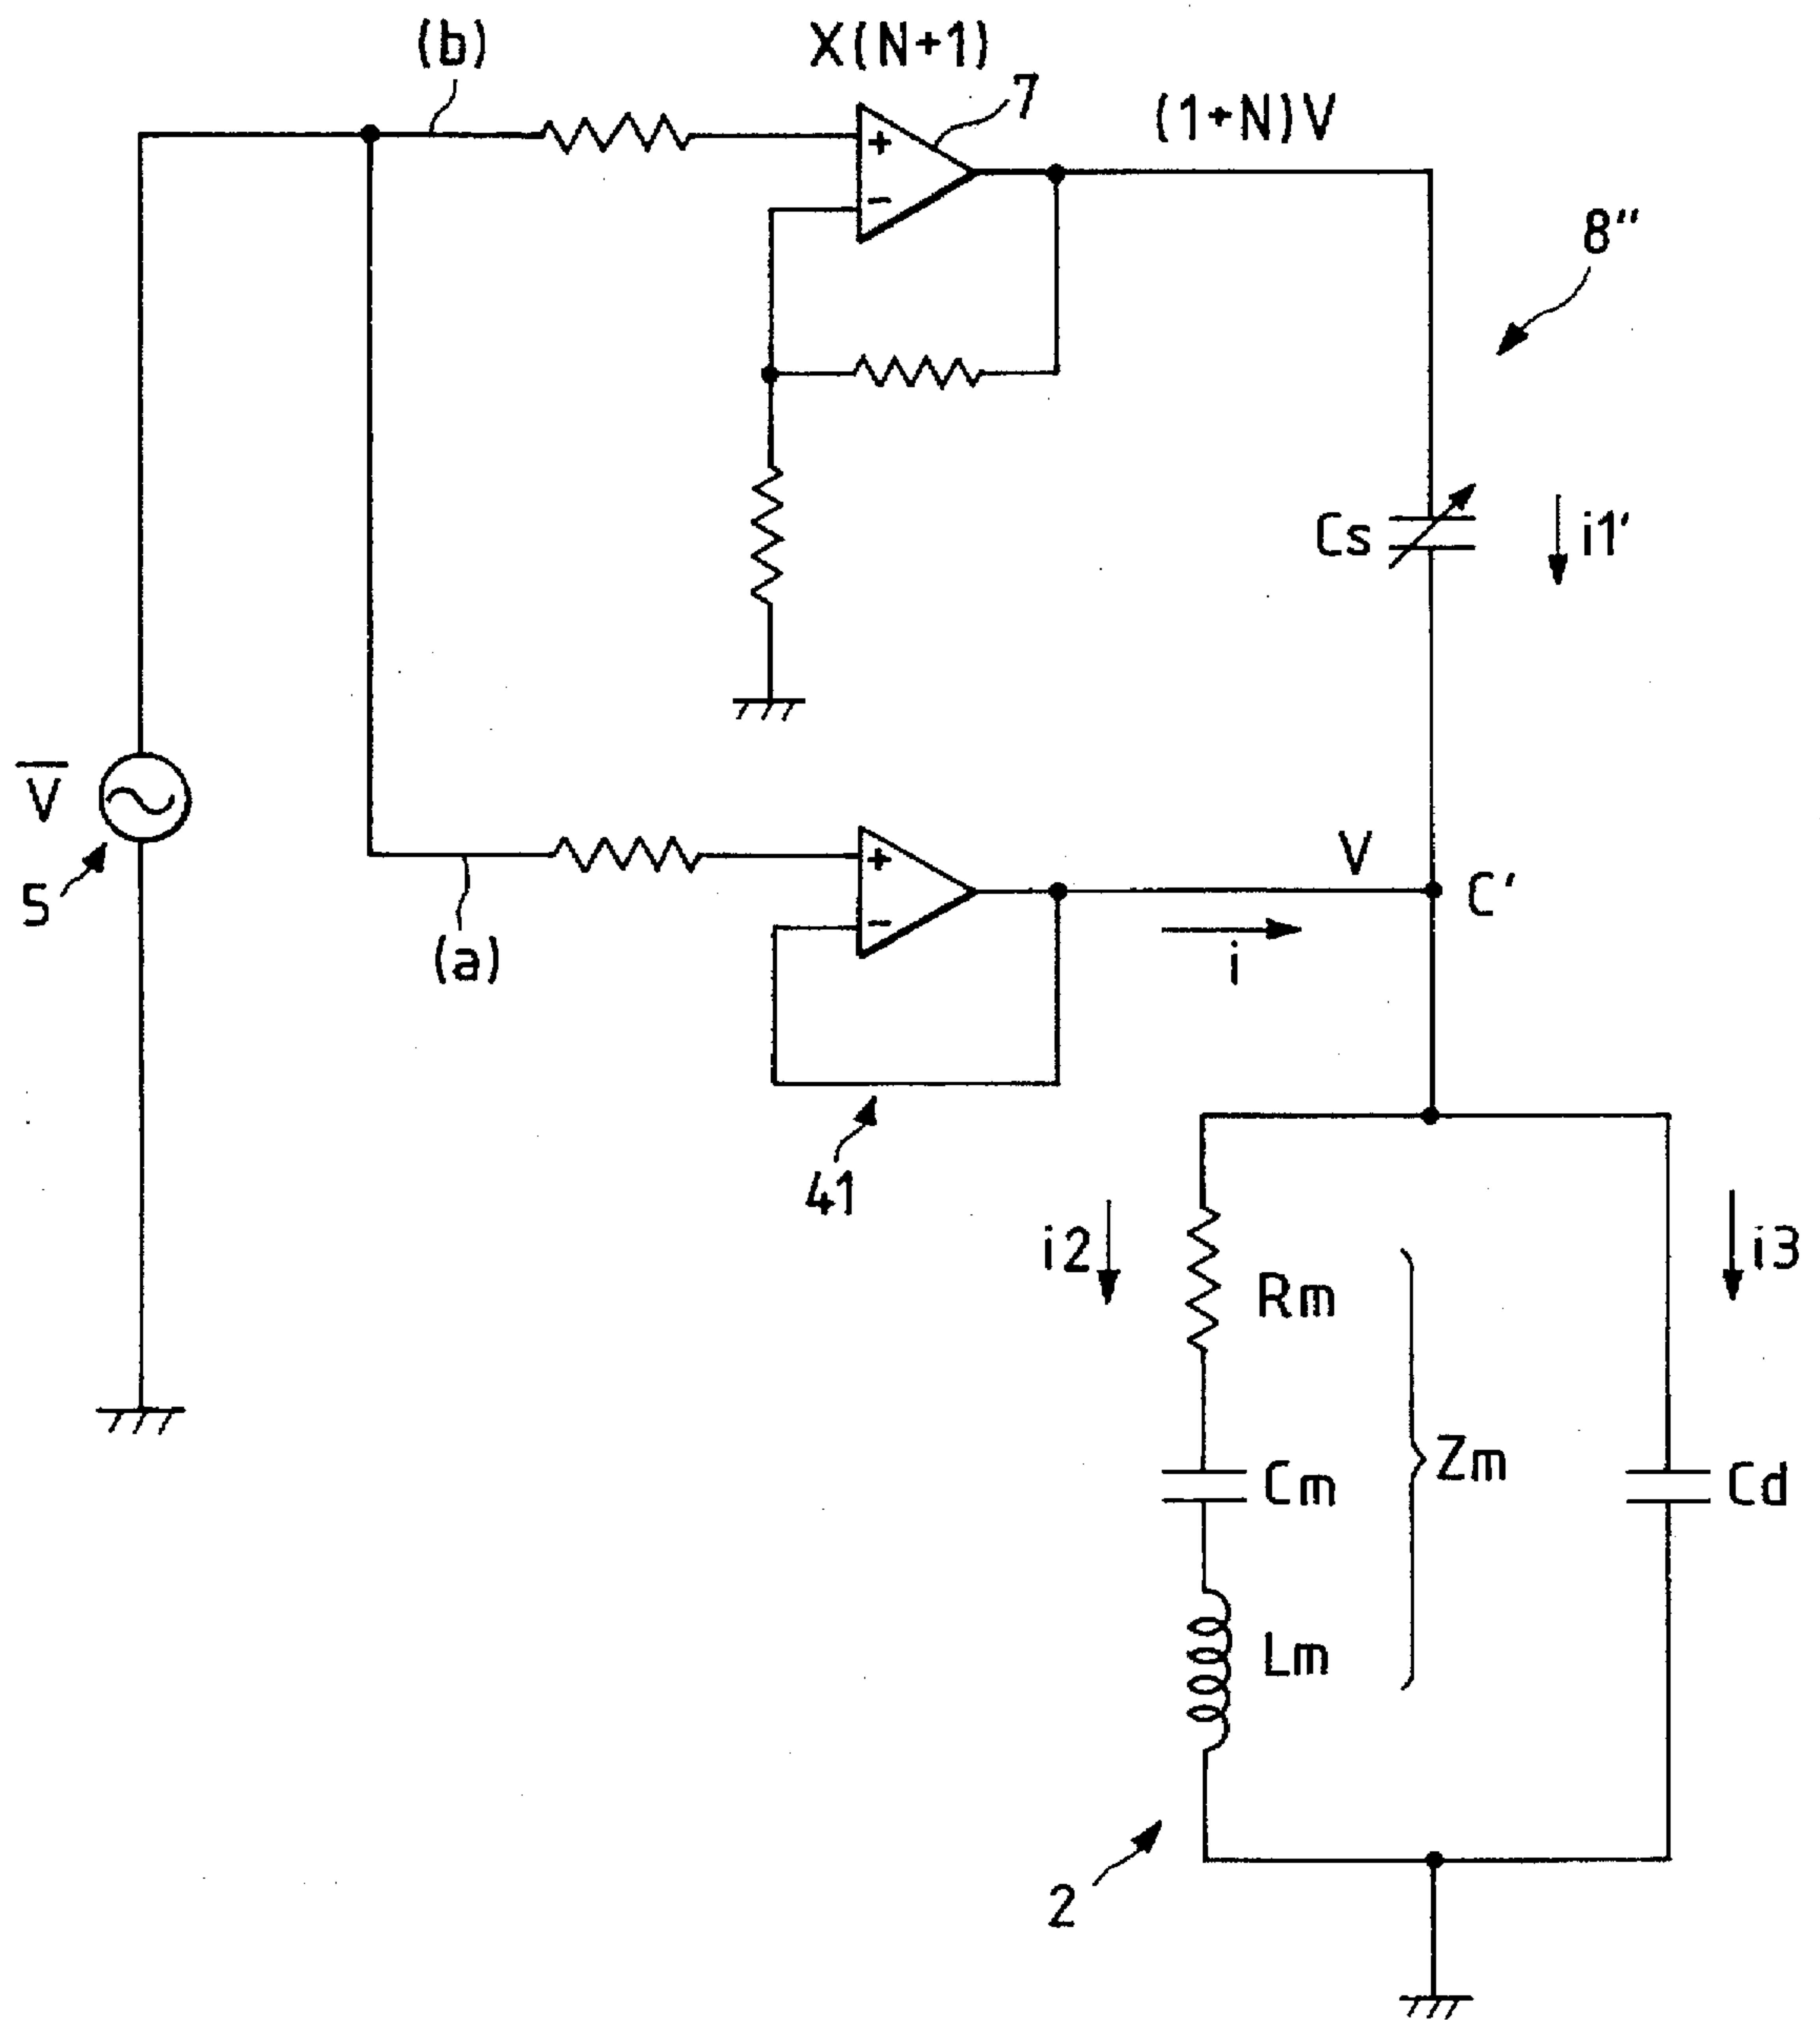 (b)
X(N+1)
7
(1+N)V
8"
+
-
Cs
i1'
V
5
+
-
V
C'
(a)
i
41
i2
Rm
i3
Zm
Cm
Cd
Lm
2